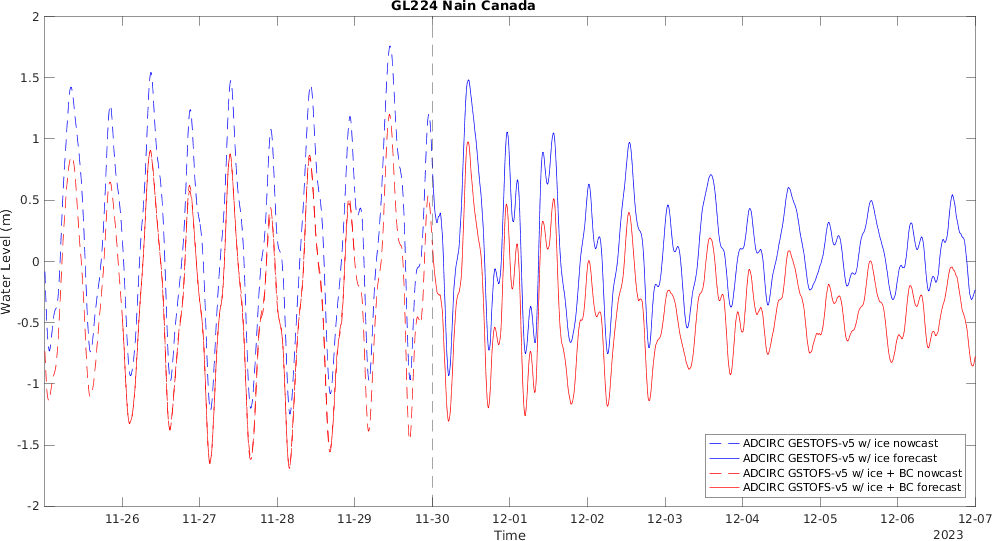 GL224 Nain Canada
2
1.5
1
0.5
0
-0.5
-1
-1.5
-2
Water Level (m)
ADCIRC GESTOFS-v5 w/ ice nowcast
ADCIRC GESTOFS-v5 w/ ice forecast
ADCIRC GSTOFS-v5 w/ ice + BC nowcast
ADCIRC GSTOFS-v5 w/ ice + BC forecast
11-26 11-27 11-28 11-29 11-30 12-01 12-02 12-03 12-04 12-05 12-06 12-07
Time
2023